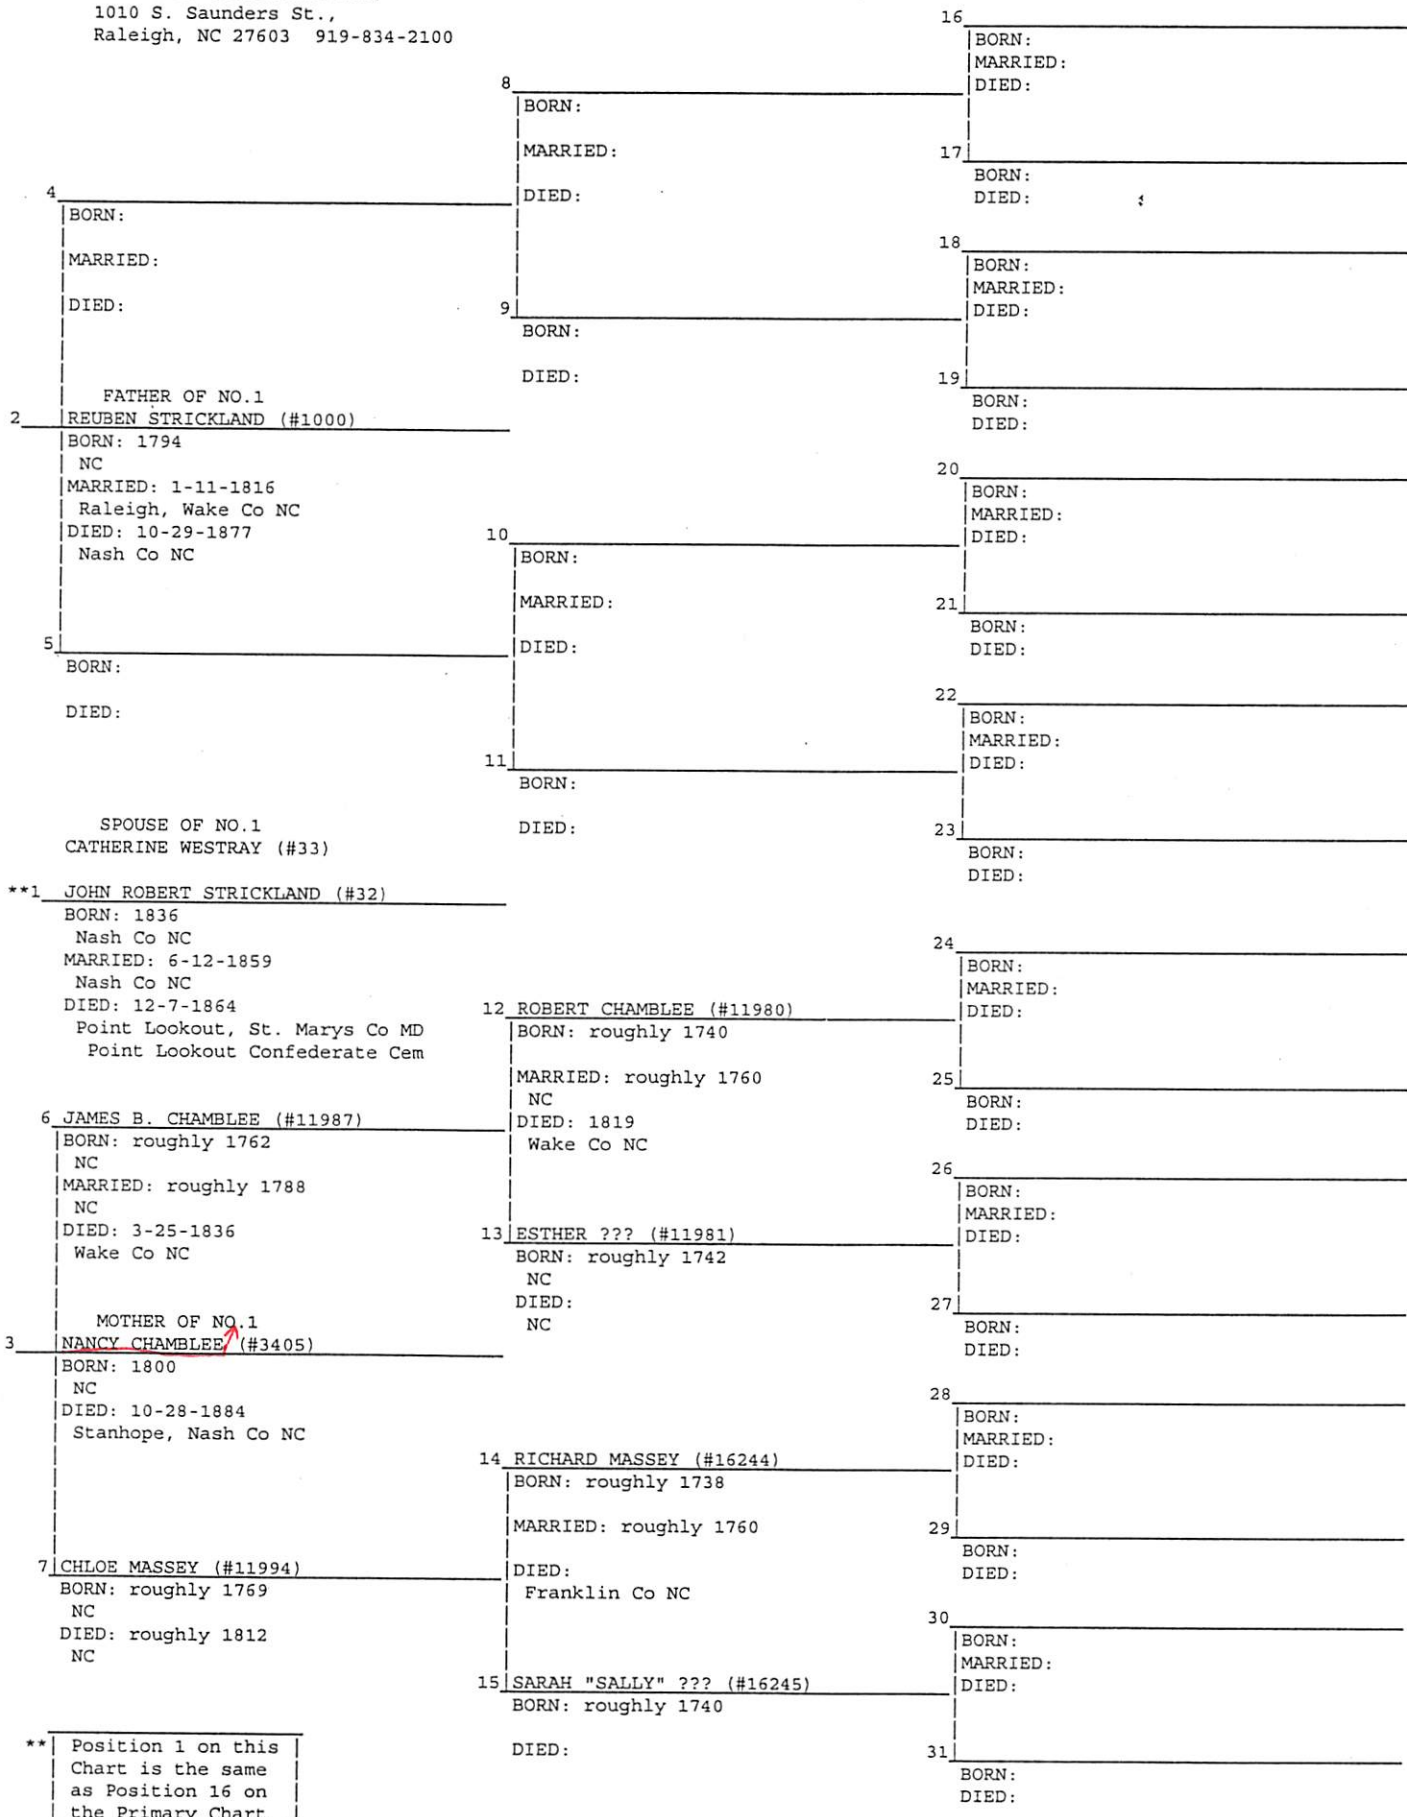 1010 S. Saunders St.,
Raleigh, NC 27603 919-834-2100
4
BORN:
MARRIED:
DIED:
FATHER OF NO.1
2 REUBEN STRICKLAND (#1000)
BORN: 1794
NC
MARRIED: 1-11-1816
Raleigh, Wake Co NC
DIED: 10-29-1877
Nash Co NC
5
BORN:
DIED:
SPOUSE OF NO.1
CATHERINE WESTRAY (#33)
**1 JOHN ROBERT STRICKLAND (#32)
BORN: 1836
Nash Co NC
MARRIED: 6-12-1859
Nash Co NC
DIED: 12-7-1864
Point Lookout, St. Marys Co MD
Point Lookout Confederate Cem
6 JAMES B. CHAMBLEE (#11987)
BORN: roughly 1762
NC
MARRIED: roughly 1788
NC
DIED: 3-25-1836
Wake Co NC
MOTHER OF NO.1
3 NANCY CHAMBLEE (#3405)
BORN: 1800
NC
DIED: 10-28-1884
Stanhope, Nash Co NC
7 CHLOE MASSEY (#11994)
BORN: roughly 1769
NC
DIED: roughly 1812
NC
** Position 1 on this
Chart is the same
as Position 16 on
the Primary Chart
8
BORN:
MARRIED:
DIED:
9
BORN:
DIED:
10
BORN:
MARRIED:
DIED:
11
BORN:
DIED:
12 ROBERT CHAMBLEE (#11980)
BORN: roughly 1740
MARRIED: roughly 1760
NC
DIED: 1819
Wake Co NC
13 ESTHER ??? (#11981)
BORN: roughly 1742
NC
DIED:
NC
14 RICHARD MASSEY (#16244)
BORN: roughly 1738
MARRIED: roughly 1760
DIED:
Franklin Co NC
15 SARAH "SALLY" ??? (#16245)
BORN: roughly 1740
DIED:
16
BORN:
MARRIED:
DIED:
17
BORN:
DIED:
18
BORN:
MARRIED:
DIED:
19
BORN:
DIED:
20
BORN:
MARRIED:
DIED:
21
BORN:
DIED:
22
BORN:
MARRIED:
DIED:
23
BORN:
DIED:
24
BORN:
MARRIED:
DIED:
25
BORN:
DIED:
26
BORN:
MARRIED:
DIED:
27
BORN:
DIED:
28
BORN:
MARRIED:
DIED:
29
BORN:
DIED:
30
BORN:
MARRIED:
DIED:
31
BORN:
DIED: